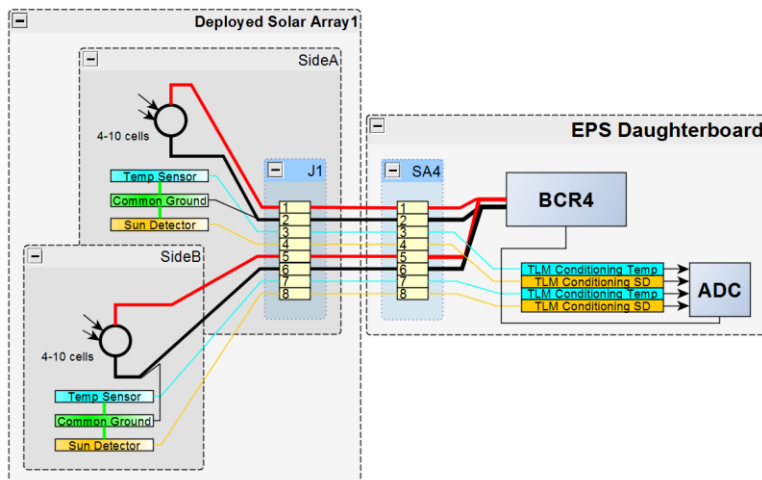 Deployed Solar Array1
SideA
4-10 cells
Temp Sensor
Common Ground
Sun Detector
J1
1
2
3
4
5
6
7
8
SideB
4-10 cells
Temp Sensor
Common Ground
Sun Detector
EPS Daughterboard
SA4
1
2
3
4
5
6
7
8
BCR4
TLM Conditioning Temp
TLM Conditioning SD
TLM Conditioning Temp
TLM Conditioning SD
ADC